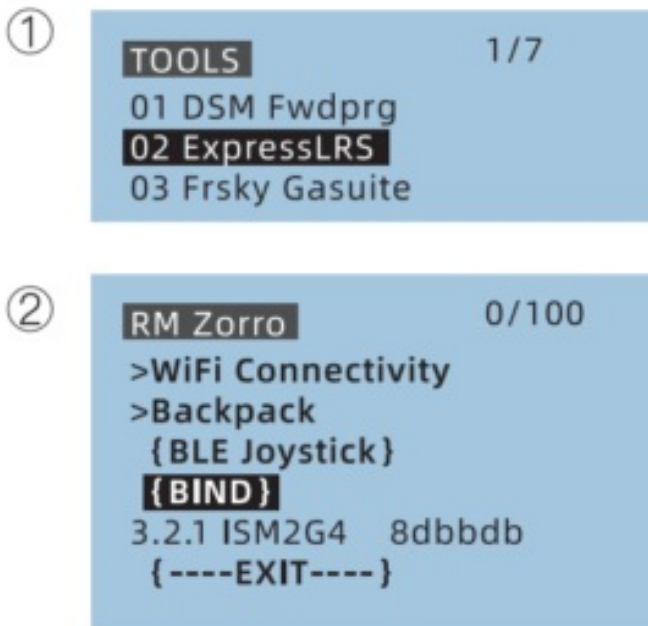 ①
TOOLS 1/7
01 DSM Fwdprg
02 ExpressLRS
03 Frsky Gasuite
②
RM Zorro 0/100
>WiFi Connectivity
>Backpack
{BLE Joystick}
{BIND}
3.2.1 ISM2G4 8dbbdb
{----EXIT----}